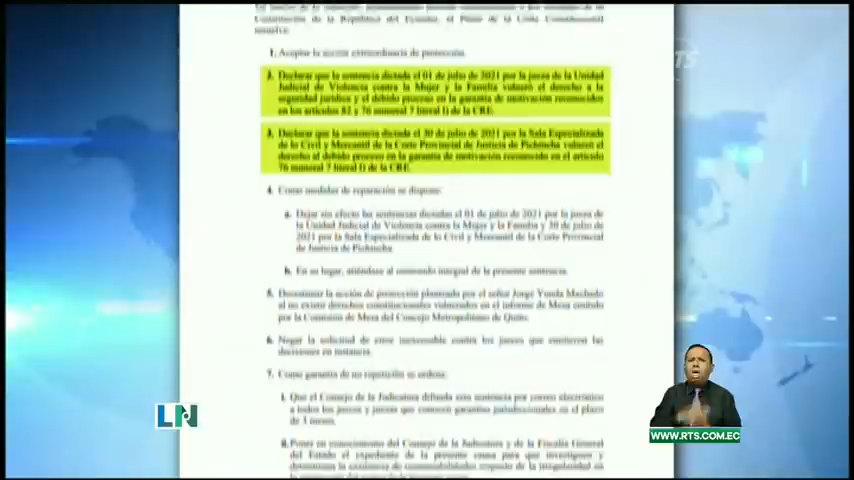 Constitución de la República del Ecuador, el Pleno de la Corte Constitucional
resuelve:
RTS
1. Aceptar la acción extraordinaria de protección.
2. Declarar que la sentencia dictada el 01 de julio de 2021 por la jueza de la Unidad
Judicial de Violencia contra la Mujer y la Familia vulneró el derecho a la
seguridad jurídica y el debido proceso en la garantía de motivación reconocidos
en los artículos 82 y 76 numeral 7 literal l) de la CRE.
3. Declarar que la sentencia dictada el 30 de julio de 2021 por la Sala Especializada
de lo Civil y Mercantil de la Corte Provincial de Justicia de Pichincha vulneró el
derecho al debido proceso en la garantía de motivación reconocido en el artículo
76 numeral 7 literal l) de la CRE.
4. Como medidas de reparación se dispone:
a. Dejar sin efecto las sentencias dictadas el 01 de julio de 2021 por la jueza de
la Unidad Judicial de Violencia contra la Mujer y la Familia y 30 de julio de
2021 por la Sala Especializada de lo Civil y Mercantil de la Corte Provincial
de Justicia de Pichincha.
b. En su lugar, atiéndase al contenido integral de la presente sentencia.
5. Desestimar la acción de protección planteada por el señor Jorge Yunda Machado
al no existir derechos constitucionales vulnerados en el informe de Mesa emitido
por la Comisión de Mesa del Concejo Metropolitano de Quito.
6. Negar la solicitud de error inexcusable contra los jueces que emitieron las
decisiones en instancia.
7. Como garantía de no repetición se ordena:
i. Que el Consejo de la Judicatura difunda esta sentencia por correo electrónico
a todos los jueces y juezas que conocen garantías jurisdiccionales en el plazo
de 3 meses.
ii. Poner en conocimiento del Consejo de la Judicatura y de la Fiscalía General
del Estado el expediente de la presente causa para que investiguen y
determinen la existencia de responsabilidades respecto de la irregularidad en
LN
WWW.RTS.COM.EC